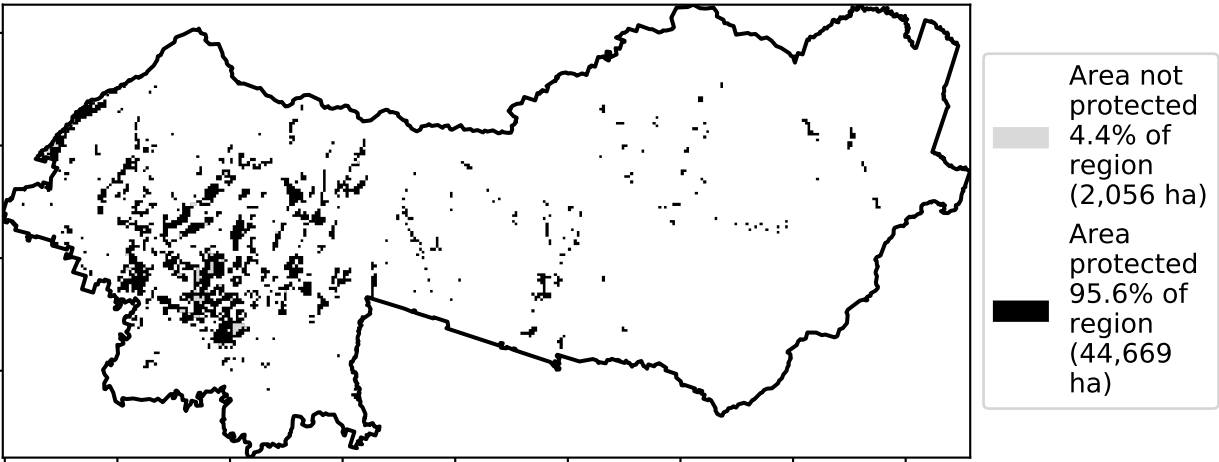 Area not
protected
4.4% of
region
(2,056 ha)
Area
protected
95.6% of
region
(44,669
ha)